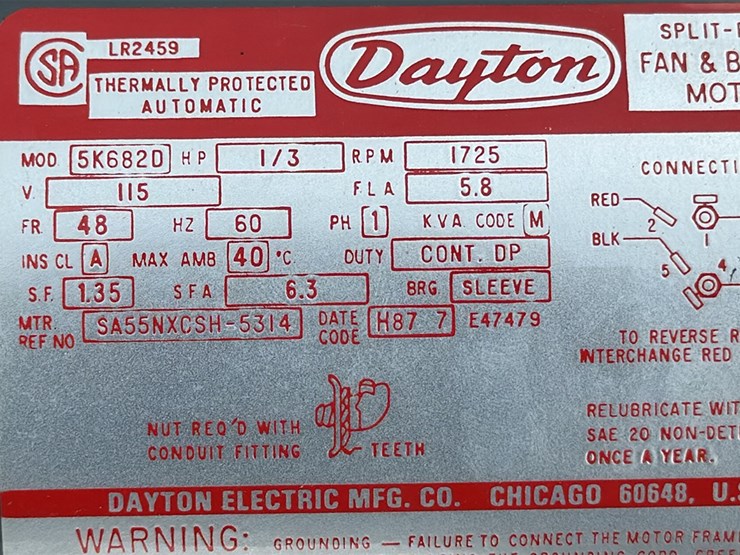 SA
LR2459
THERMALLY PROTECTED
AUTOMATIC
Dayton
SPLIT-
FAN & B
MOT
MOD 5K682D HP 1/3 R.P.M 1725
V. 115 F.L.A 5.8
FR. 48 HZ 60 PH 1 K.V.A. CODE M
INS CL A MAX AMB 40 °C. DUTY CONT. DP
S.F. 1.35 SFA 6.3 BRG. SLEEVE
MTR. REF NO SA55NXCSH-5314 DATE CODE H87 7 E47479
CONNECTI
RED
2
1
BLK
5
4
TO REVERSE R
INTERCHANGE RED
NUT REQ'D WITH
CONDUIT FITTING
TEETH
RELUBRICATE WIT
SAE 20 NON-DET
ONCE A YEAR.
DAYTON ELECTRIC MFG. CO. CHICAGO 60648, U.S
WARNING: GROUNDING — FAILURE TO CONNECT THE MOTOR FRAM